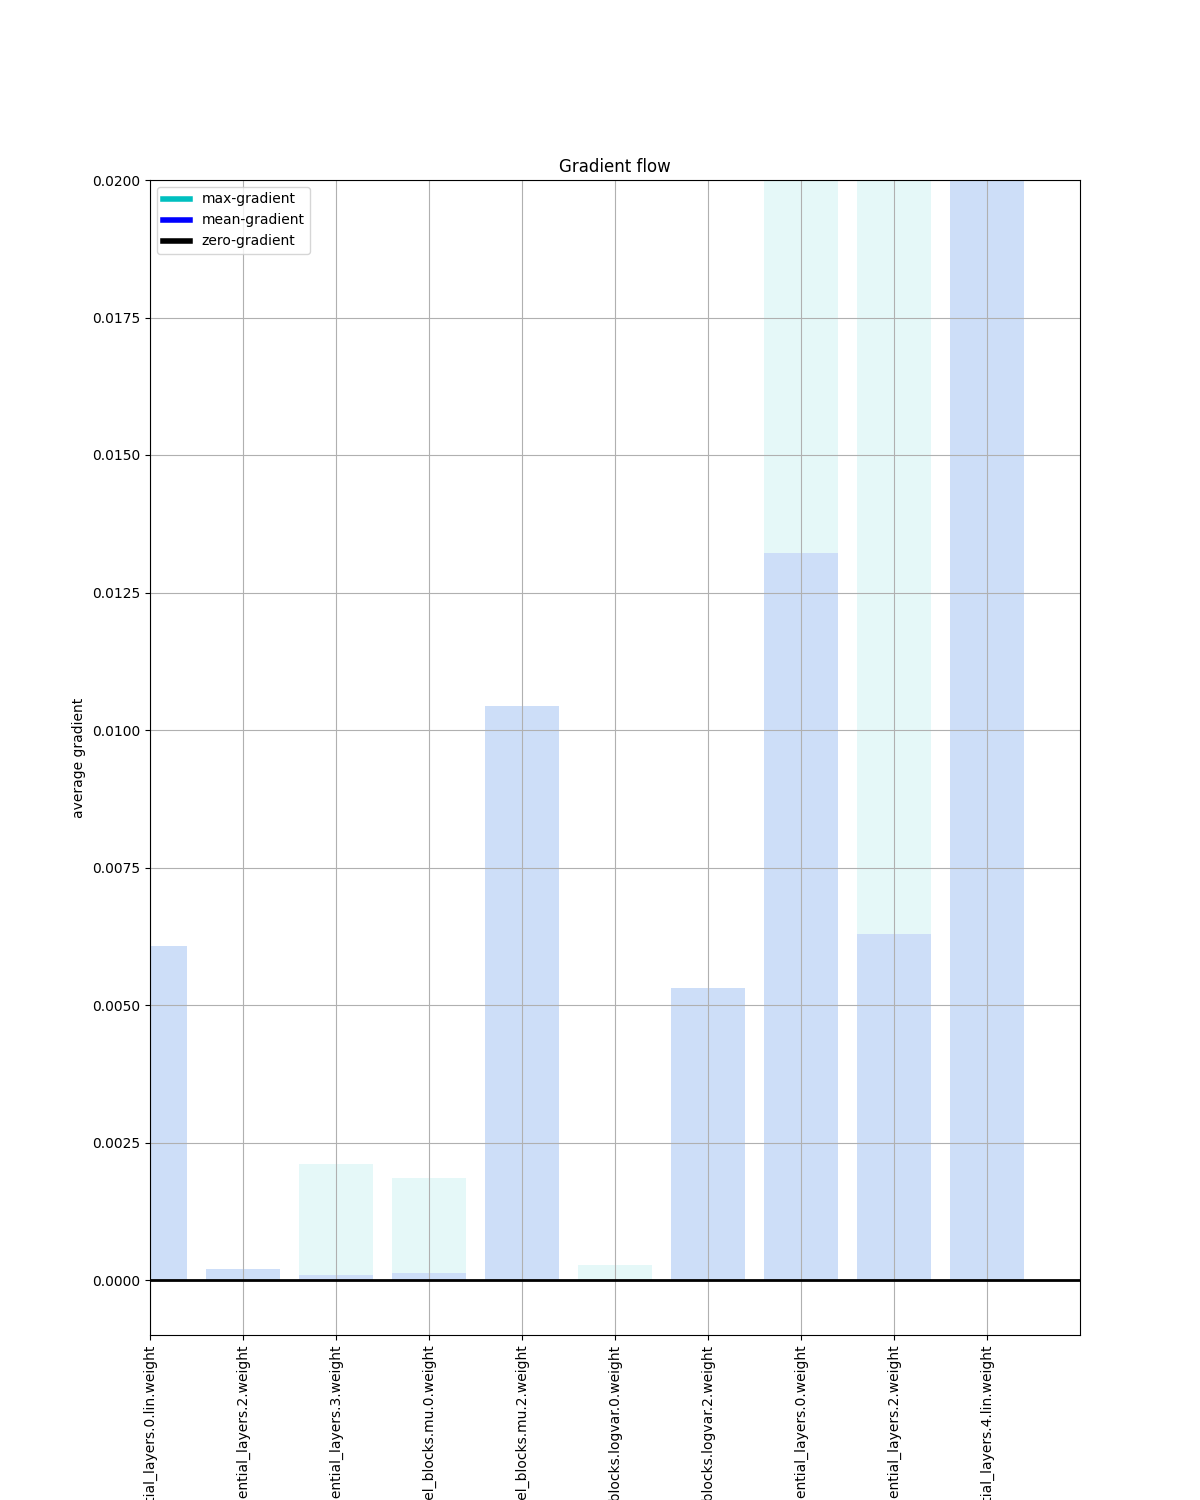 Gradient flow
max-gradient
mean-gradient
zero-gradient
0.0200
0.0175
0.0150
0.0125
0.0100
0.0075
0.0050
0.0025
0.0000
average gradient
tial_layers.0.lin.weight
ential_layers.2.weight
ential_layers.3.weight
el_blocks.mu.0.weight
el_blocks.mu.2.weight
blocks.logvar.0.weight
blocks.logvar.2.weight
ential_layers.0.weight
ential_layers.2.weight
tial_layers.4.lin.weight